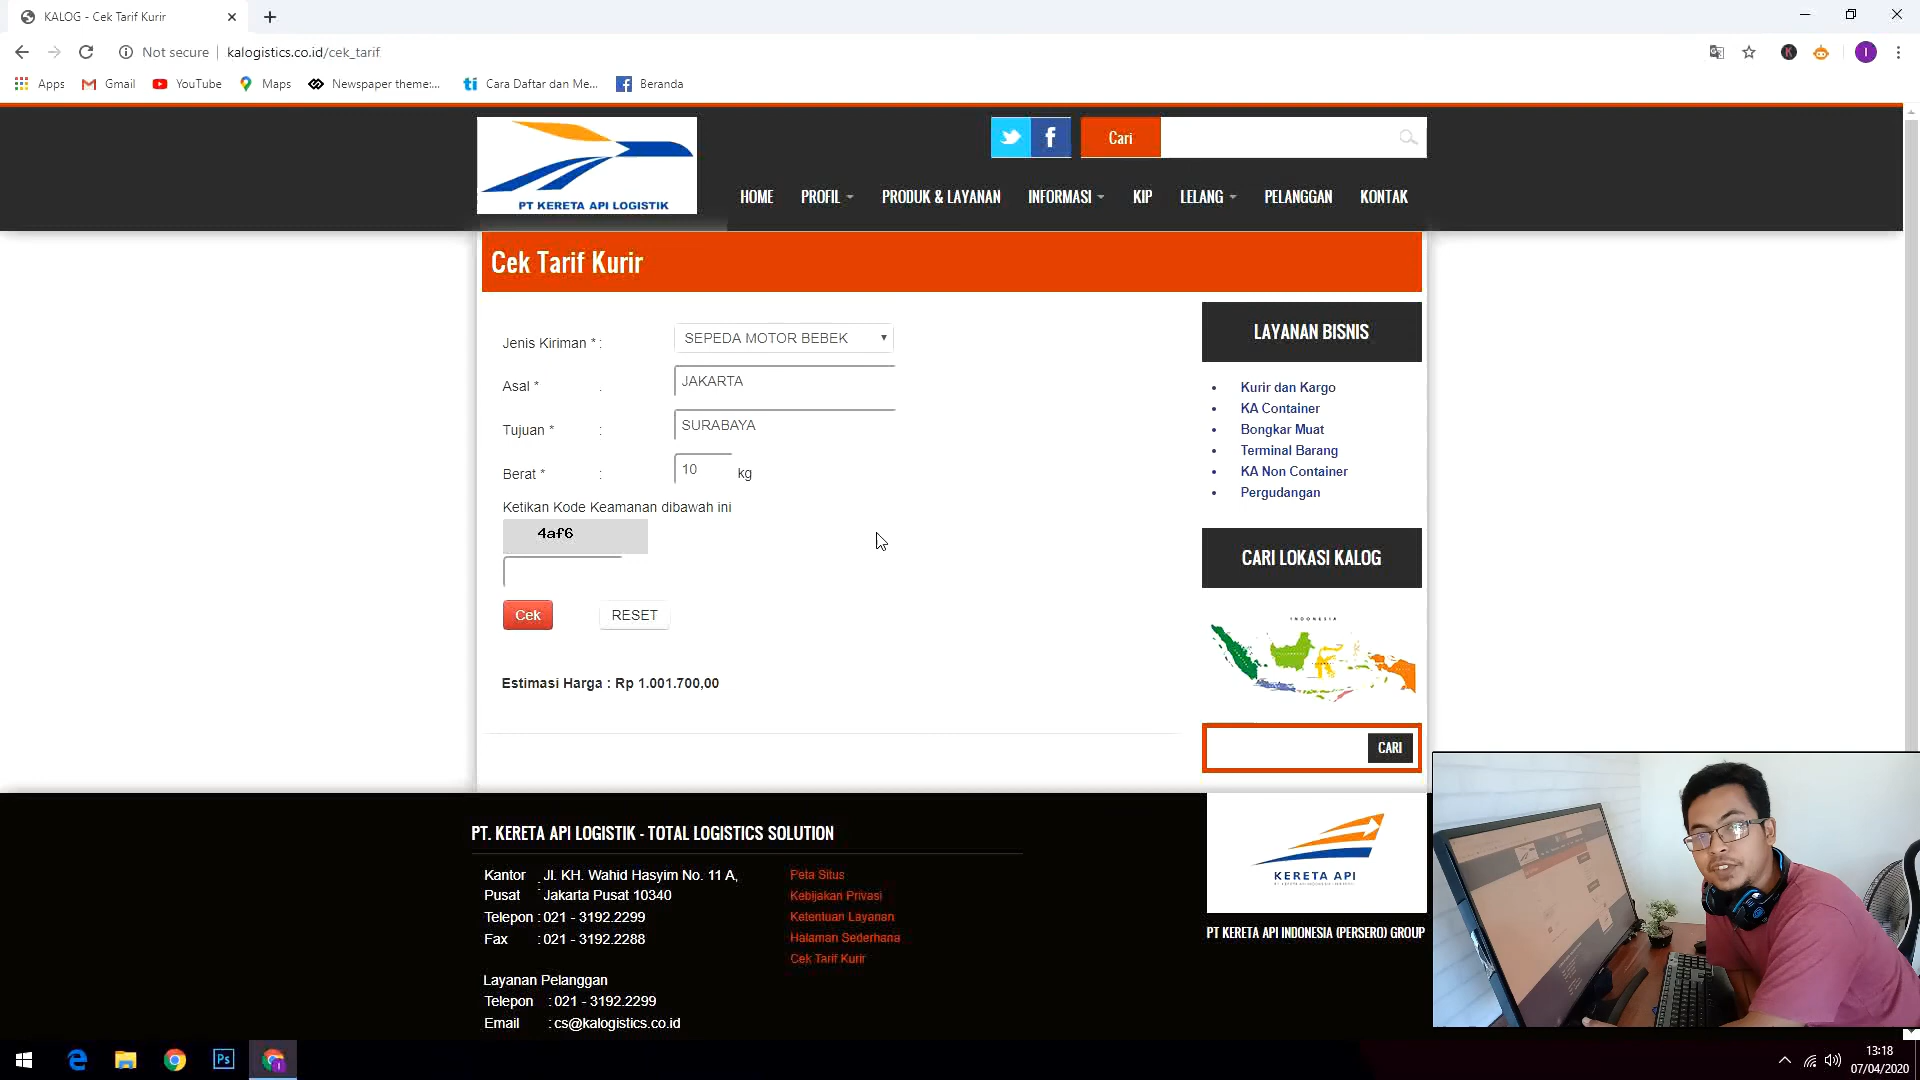 KALOG - Cek Tarif Kurir
Not secure
kalogistics.co.id/cek_tarif
Apps
Gmail
YouTube
Maps
Newspaper theme:...
Cara Daftar dan Me...
Beranda
PT KERETA API LOGISTIK
Cari
HOME
PROFIL
PRODUK & LAYANAN
INFORMASI
KIP
LELANG
PELANGGAN
KONTAK
Cek Tarif Kurir
Jenis Kiriman * : SEPEDA MOTOR BEBEK
Asal * : JAKARTA
Tujuan * : SURABAYA
Berat * : 10 kg
Ketikan Kode Keamanan dibawah ini
4af6
Cek
RESET
Estimasi Harga : Rp 1.001.700,00
LAYANAN BISNIS
Kurir dan Kargo
KA Container
Bongkar Muat
Terminal Barang
KA Non Container
Pergudangan
CARI LOKASI KALOG
INDONESIA
CARI
PT. KERETA API LOGISTIK - TOTAL LOGISTICS SOLUTION
Kantor Pusat : Jl. KH. Wahid Hasyim No. 11 A,
Jakarta Pusat 10340
Telepon : 021 - 3192.2299
Fax : 021 - 3192.2288
Layanan Pelanggan
Telepon : 021 - 3192.2299
Email : cs@kalogistics.co.id
Peta Situs
Kebijakan Privasi
Ketentuan Layanan
Halaman Sederhana
Cek Tarif Kurir
KERETA API
PT KERETA API INDONESIA (PERSERO) GROUP
Ps
13:18
07/04/2020